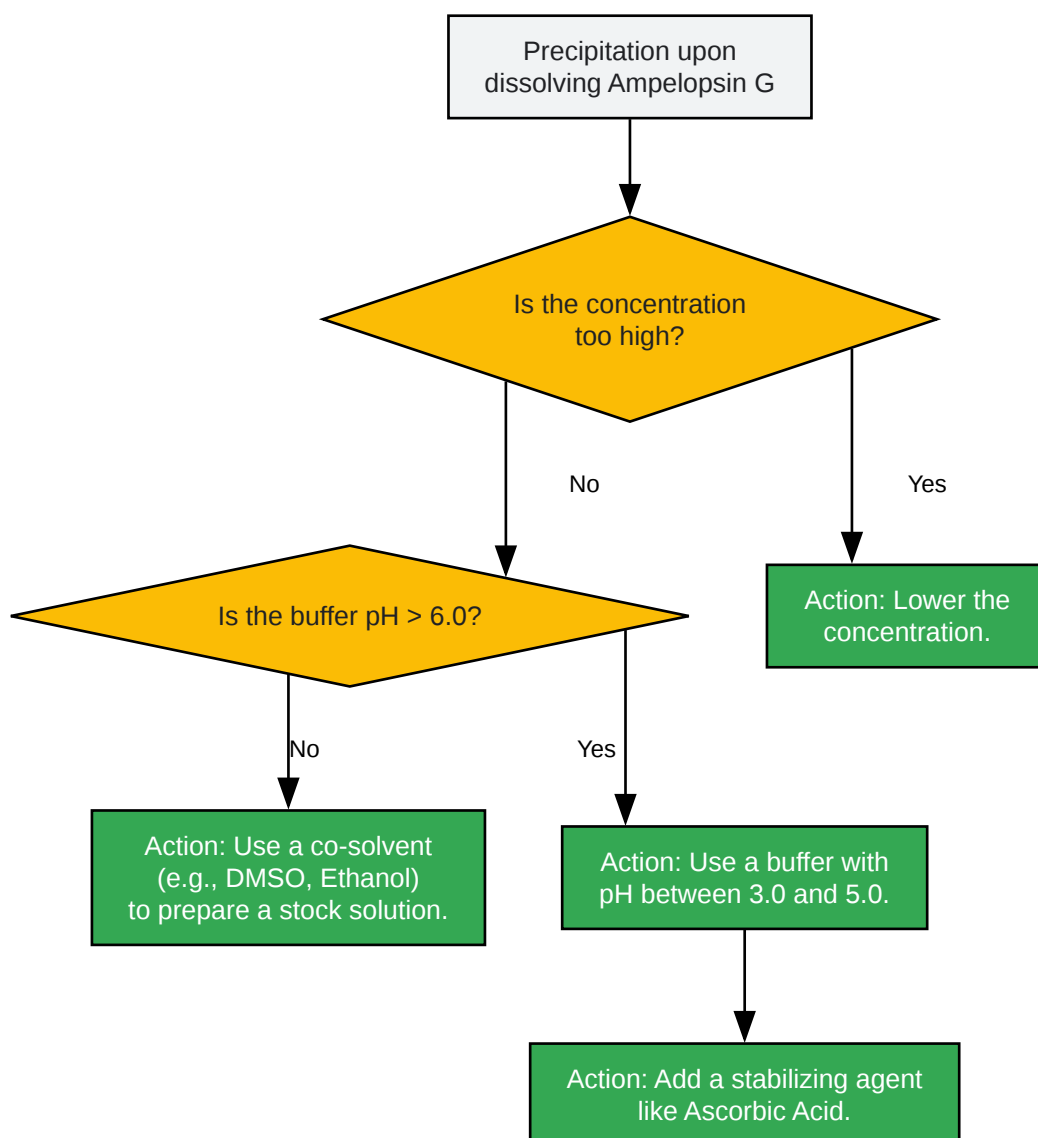 Precipitation upon
dissolving Ampelopsin G
Is the concentration
too high?
No
Yes
Is the buffer pH > 6.0?
Action: Lower the
concentration.
No
Yes
Action: Use a co-solvent
(e.g., DMSO, Ethanol)
to prepare a stock solution.
Action: Use a buffer with
pH between 3.0 and 5.0.
Action: Add a stabilizing agent
like Ascorbic Acid.